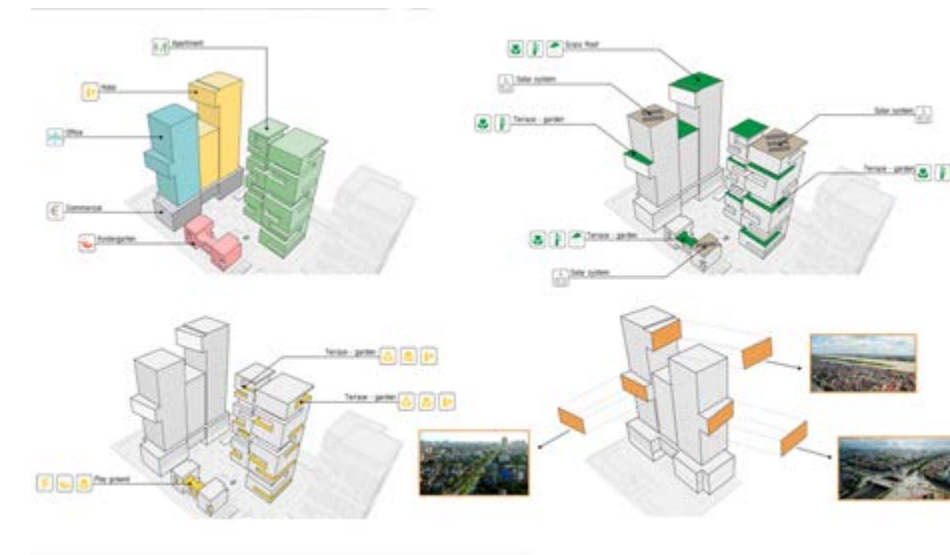 Apartment
Hotel
Office
Commercial
Kindergarten
Grass Roof
Solar system
Terrace - garden
Solar system
Terrace - garden
Terrace - garden
Solar system
Terrace - garden
Terrace - garden
Play ground